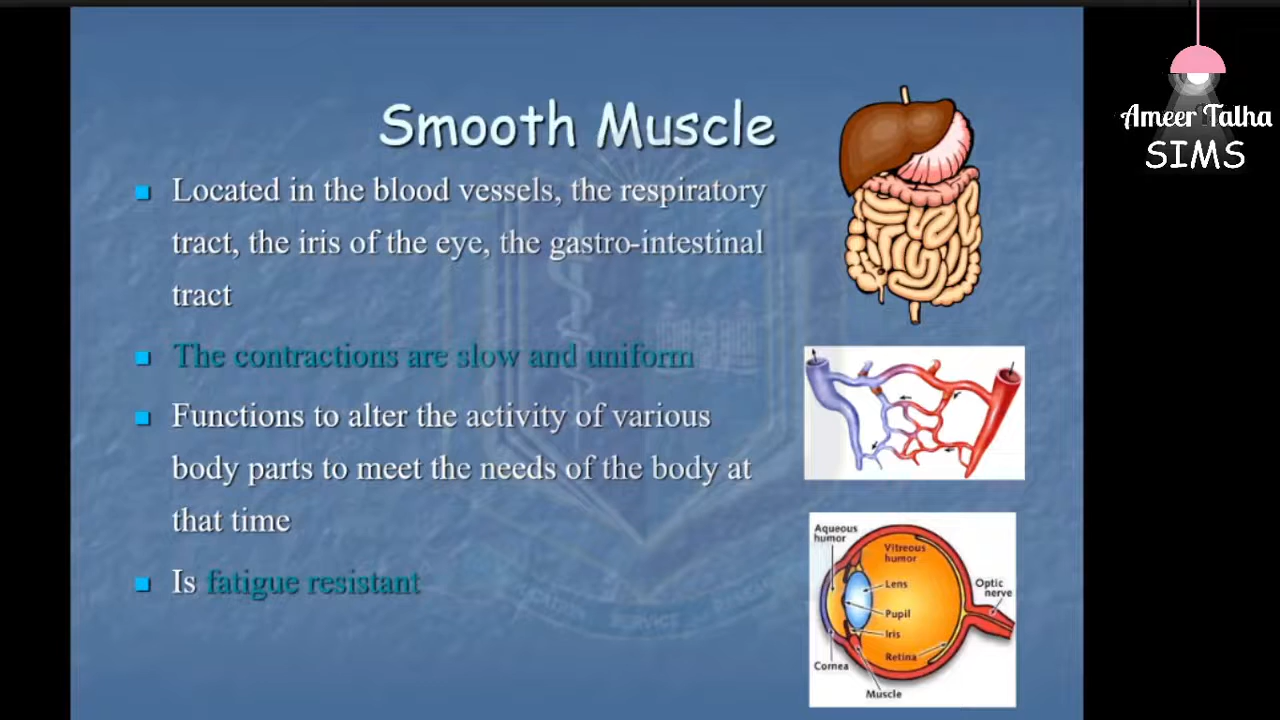 Ameer Talha
SIMS
Smooth Muscle
Located in the blood vessels, the respiratory
tract, the iris of the eye, the gastro-intestinal
tract
The contractions are slow and uniform
Functions to alter the activity of various
body parts to meet the needs of the body at
that time
Is fatigue resistant
Aqueous
humor
Vitreous
humor
Lens
Optic
nerve
Pupil
Iris
Retina
Cornea
Muscle
SERVICE